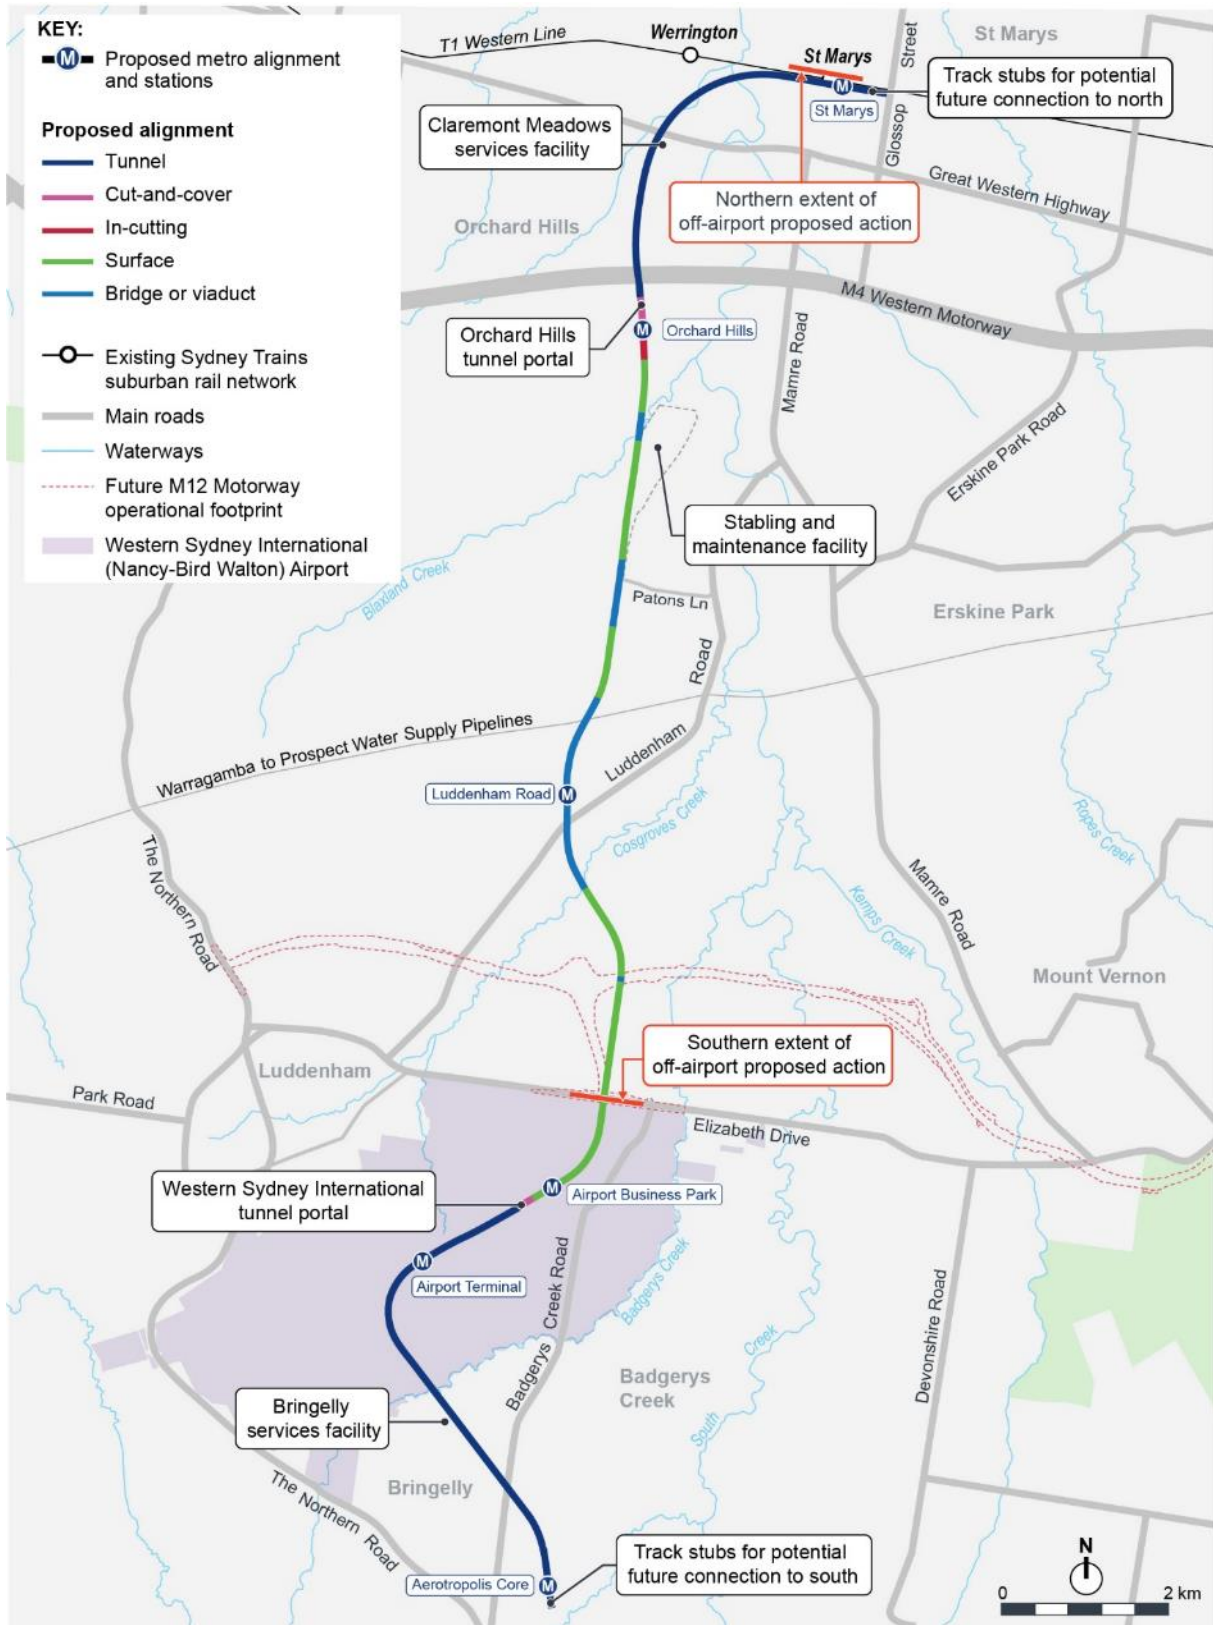 KEY:
Proposed metro alignment
and stations
Proposed alignment
Tunnel
Cut-and-cover
In-cutting
Surface
Bridge or viaduct
Existing Sydney Trains
suburban rail network
Main roads
Waterways
Future M12 Motorway
operational footprint
Western Sydney International
(Nancy-Bird Walton) Airport
T1 Western Line
Werrington
St Marys
Street
St Marys
Track stubs for potential
future connection to north
M
St Marys
Glossop
Claremont Meadows
services facility
Great Western Highway
Northern extent of
off-airport proposed action
Orchard Hills
M4 Western Motorway
Orchard Hills
tunnel portal
M
Orchard Hills
Mamre Road
Erskine Park Road
Stabling and
maintenance facility
Blaxland Creek
Patons Ln
Erskine Park
Road
Warragamba to Prospect Water Supply Pipelines
Luddenham
Luddenham Road
M
Cosgroves Creek
Ropes Creek
The Northern Road
Kemps Creek
Mamre Road
Mount Vernon
Southern extent of
off-airport proposed action
Luddenham
Park Road
Elizabeth Drive
Western Sydney International
tunnel portal
M
Airport Business Park
M
Airport Terminal
Creek Road
Badgerys Creek
Badgerys
Creek
Devonshire Road
Badgerys
Creek
South
Bringelly
services facility
Bringelly
The Northern Road
Track stubs for potential
future connection to south
Aerotropolis Core
M
N
0
2 km